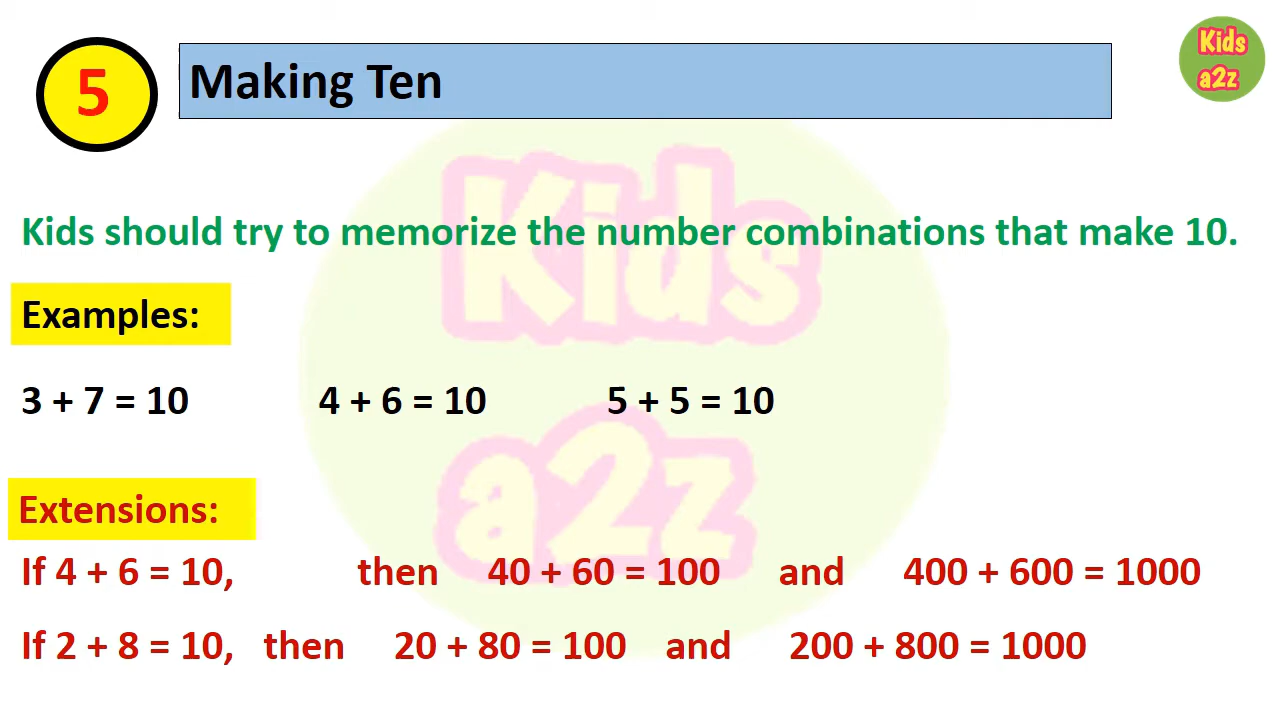 5
Making Ten
Kids
a2z
Kids should try to memorize the number combinations that make 10.
Examples:
3 + 7 = 10 4 + 6 = 10 5 + 5 = 10
Extensions:
If 4 + 6 = 10, then 40 + 60 = 100 and 400 + 600 = 1000
If 2 + 8 = 10, then 20 + 80 = 100 and 200 + 800 = 1000
Kids
a2z